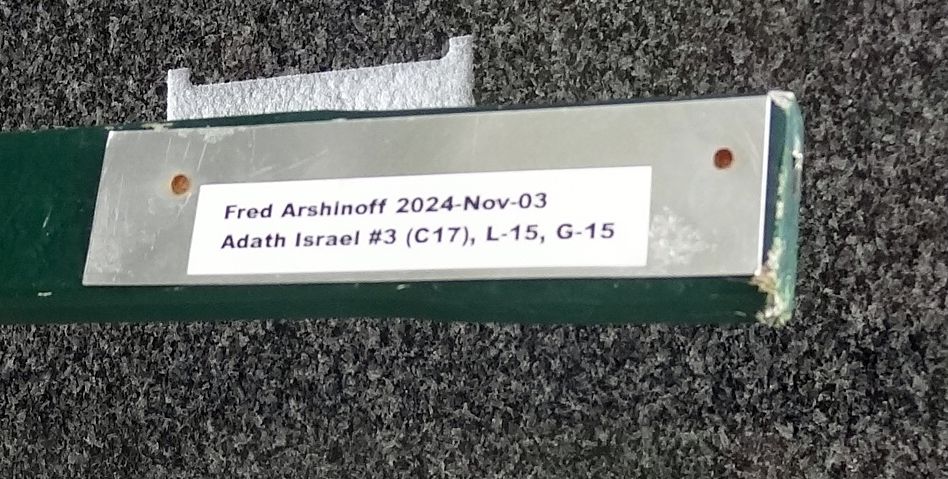 Fred Arshinoff 2024-Nov-03
Adath Israel #3 (C17), L-15, G-15